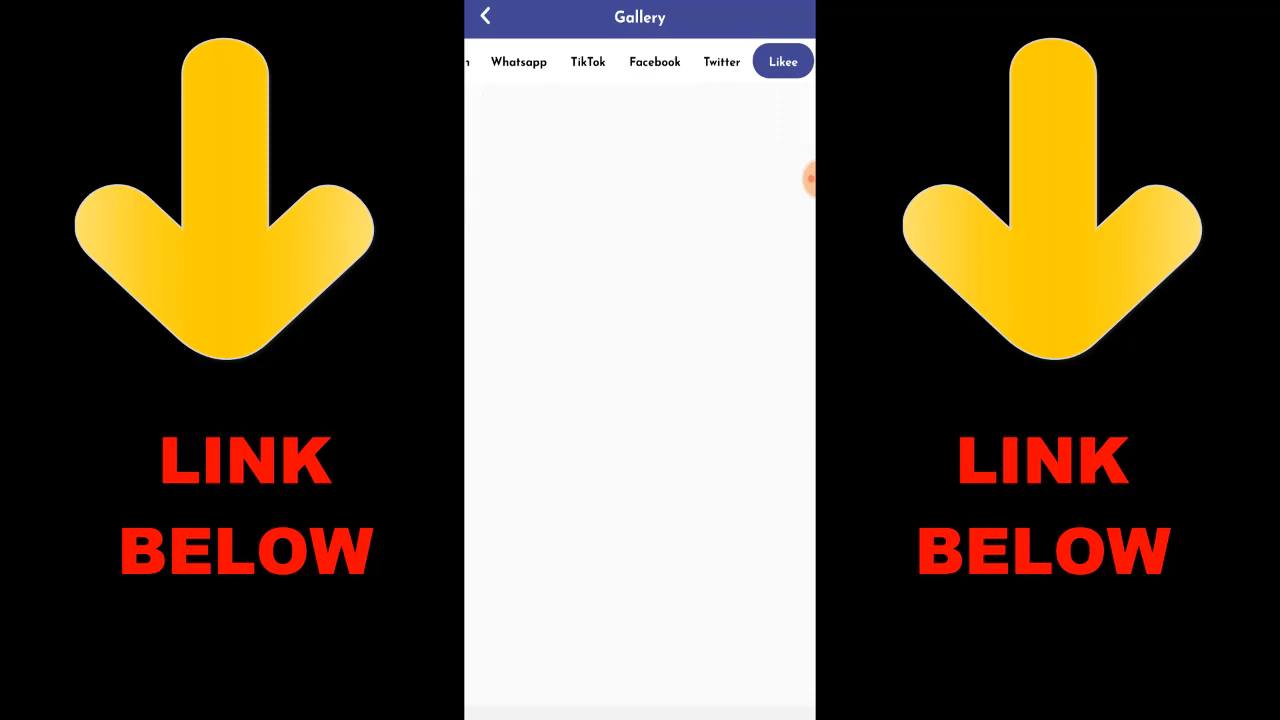 Gallery
Whatsapp TikTok Facebook Twitter Likee
LINK
BELOW
LINK
BELOW